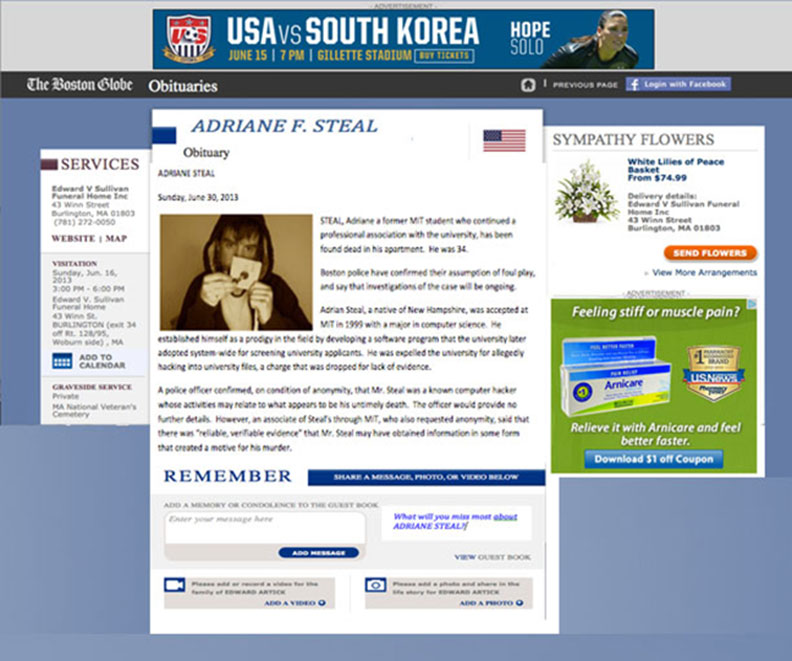 - ADVERTISEMENT -
USA VS SOUTH KOREA
JUNE 15 | 7 PM | GILLETTE STADIUM BUY TICKETS
HOPE
SOLO
The Boston Globe Obituaries
PREVIOUS PAGE
Login with Facebook
SERVICES
Edward V Sullivan
Funeral Home Inc
43 Winn Street
Burlington, MA 01803
(781) 272-0050
WEBSITE | MAP
VISITATION
Sunday, Jun. 16,
2013
3:00 PM - 6:00 PM
Edward V. Sullivan
Funeral Home
43 Winn St.
BURLINGTON (exit 34
off Rt. 128/95,
Woburn side) , MA
ADD TO
CALENDAR
GRAVESIDE SERVICE
Private
MA National Veteran's
Cemetery
ADRIANE F. STEAL
Obituary
ADRIANE STEAL
Sunday, June 30, 2013
STEAL, Adriane a former MIT student who continued a
professional association with the university, has been
found dead in his apartment. He was 34.
Boston police have confirmed their assumption of foul play,
and say that investigations of the case will be ongoing.
Adrian Steal, a native of New Hampshire, was accepted at
MIT in 1999 with a major in computer science. He
established himself as a prodigy in the field by developing a software program that the university later
adopted system-wide for screening university applicants. He was expelled the university for allegedly
hacking into university files, a charge that was dropped for lack of evidence.
A police officer confirmed, on condition of anonymity, that Mr. Steal was a known computer hacker
whose activities may relate to what appears to be his untimely death. The officer would provide no
further details. However, an associate of Steal's through MIT, who also requested anonymity, said that
there was "reliable, verifiable evidence" that Mr. Steal may have obtained information in some form
that created a motive for his murder.
REMEMBER
SHARE A MESSAGE, PHOTO, OR VIDEO BELOW
ADD A MEMORY OR CONDOLENCE TO THE GUEST BOOK
Enter your message here
ADD MESSAGE
What will you miss most about
ADRIANE STEAL?
VIEW GUEST BOOK
Please add or record a video for the
family of EDWARD ARTICK
ADD A VIDEO
Please add a photo and share in the
life story for EDWARD ARTICK
ADD A PHOTO
SYMPATHY FLOWERS
White Lilies of Peace
Basket
From $74.99
Delivery details:
Edward V Sullivan Funeral
Home Inc
43 Winn Street
Burlington, MA 01803
SEND FLOWERS
» View More Arrangements
- ADVERTISEMENT -
Feeling stiff or muscle pain?
FEEL BETTER FASTER
PAIN RELIEF
#1
Arnicare
#1 PHARMACIST
RECOMMENDED
BRAND
U.S.News
Relieve it with Arnicare and feel
better faster.
Download $1 off Coupon